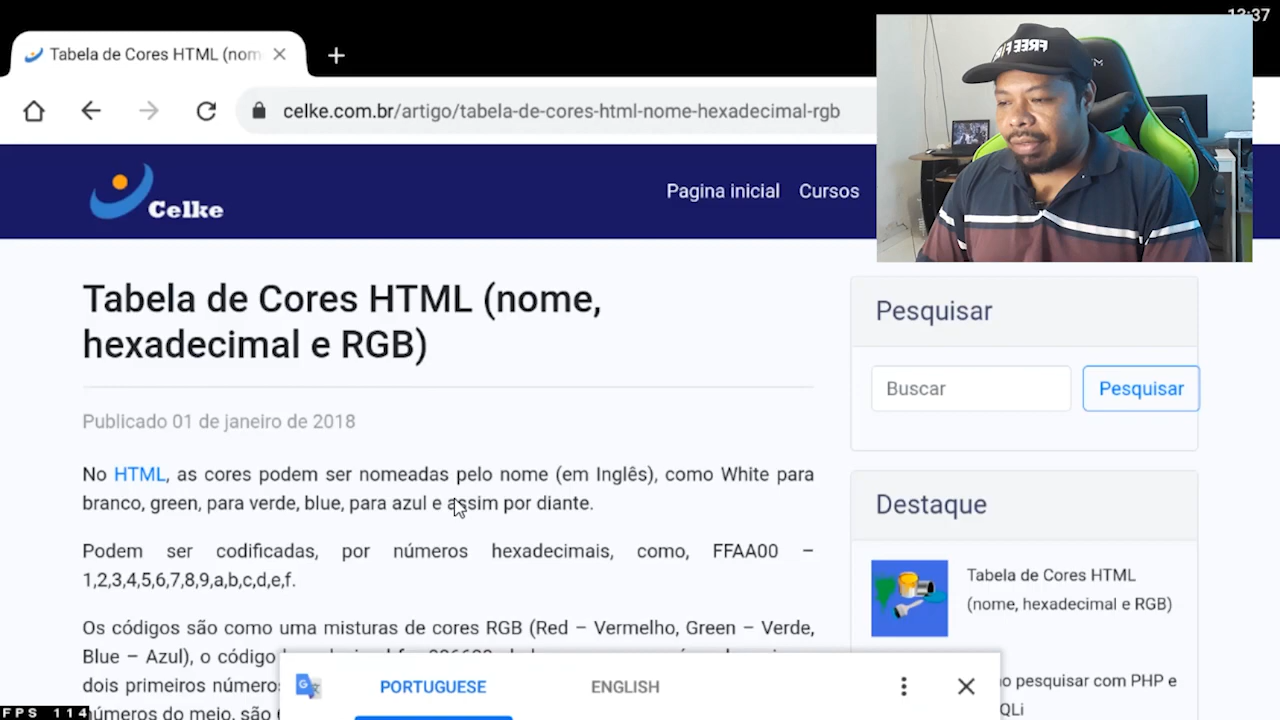 13:37
Tabela de Cores HTML (nom
celke.com.br/artigo/tabela-de-cores-html-nome-hexadecimal-rgb
Celke
Pagina inicial Cursos
FREE FIRE
Tabela de Cores HTML (nome,
hexadecimal e RGB)
Publicado 01 de janeiro de 2018
No HTML, as cores podem ser nomeadas pelo nome (em Inglês), como White para
branco, green, para verde, blue, para azul e assim por diante.
Podem ser codificadas, por números hexadecimais, como, FFAA00 –
1,2,3,4,5,6,7,8,9,a,b,c,d,e,f.
Os códigos são como uma misturas de cores RGB (Red – Vermelho, Green – Verde,
Blue – Azul), o código
dois primeiros números
números do meio, são
Pesquisar
Buscar
Pesquisar
Destaque
Tabela de Cores HTML
(nome, hexadecimal e RGB)
o pesquisar com PHP e
QLi
PORTUGUESE ENGLISH
FPS 114